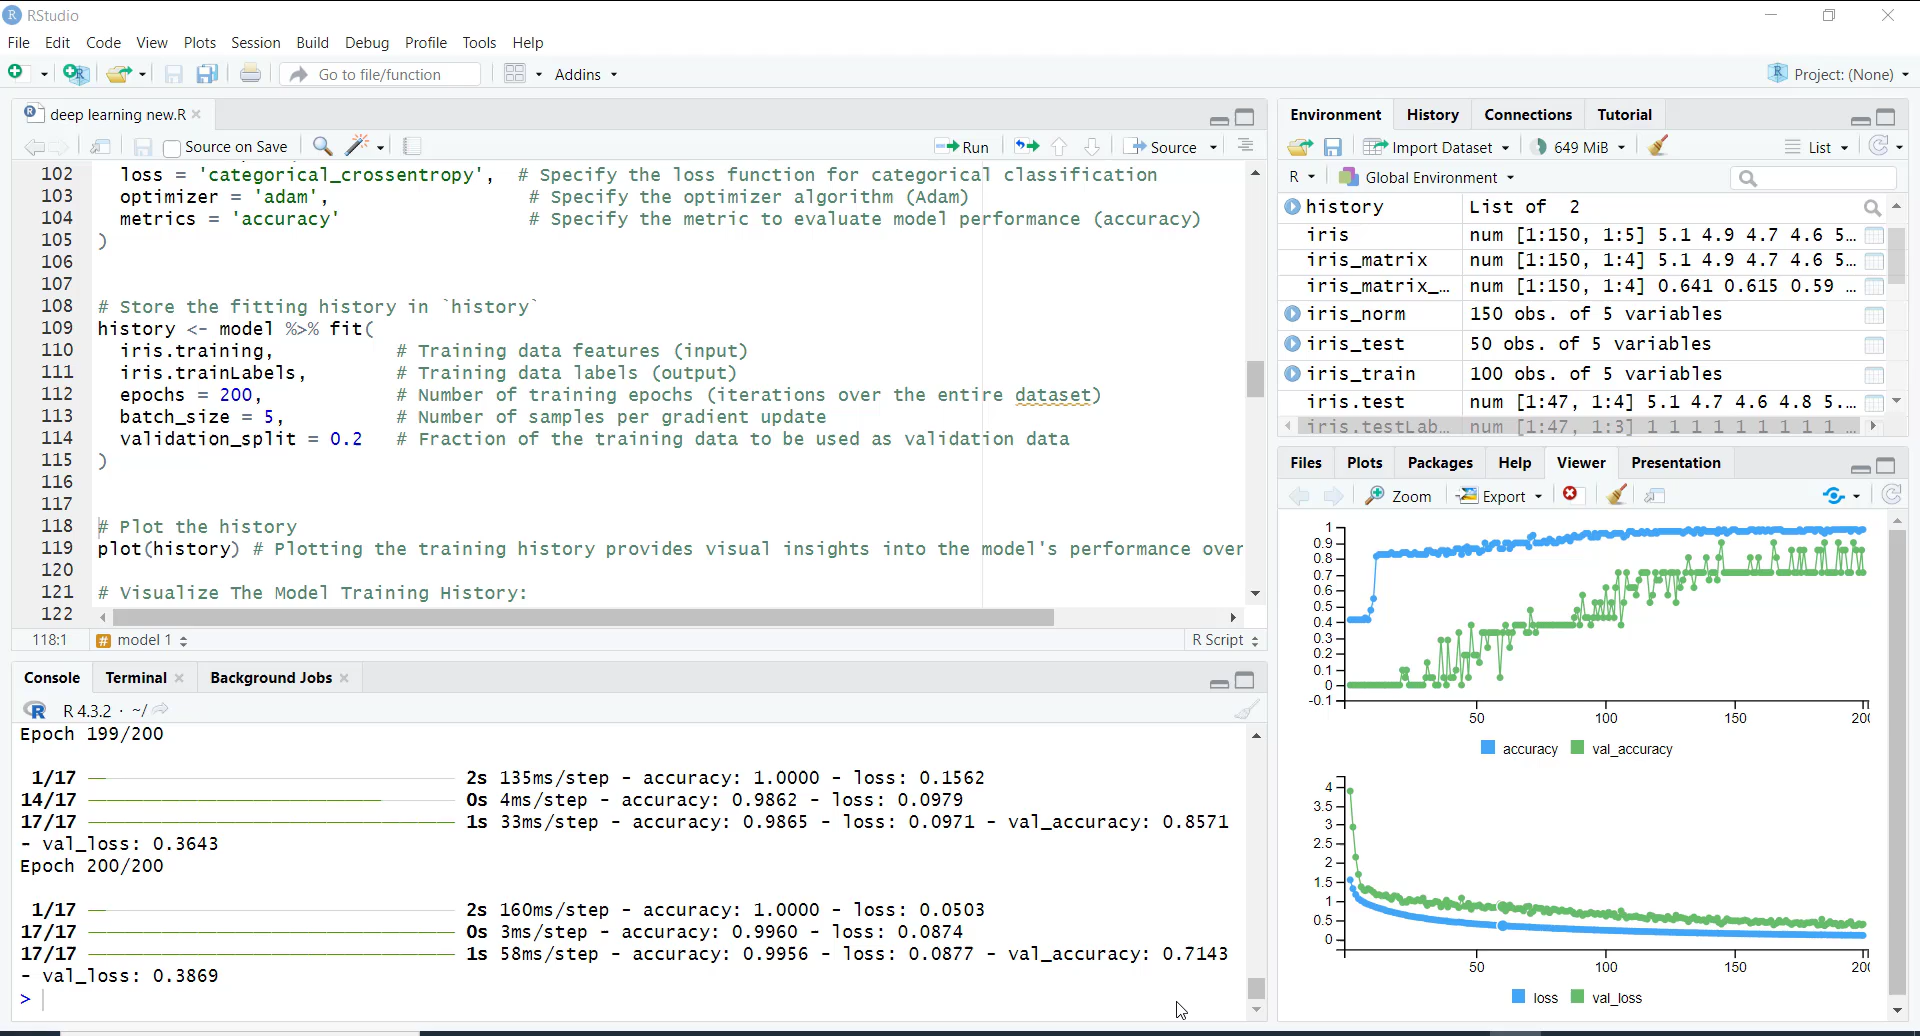 RStudio
File Edit Code View Plots Session Build Debug Profile Tools Help
Go to file/function Addins Project: (None)
deep learning new.R
Source on Save Run Source
102 loss = 'categorical_crossentropy', # Specify the loss function for categorical classification
103 optimizer = 'adam', # Specify the optimizer algorithm (Adam)
104 metrics = 'accuracy' # Specify the metric to evaluate model performance (accuracy)
105 )
106
107
108 # Store the fitting history in `history`
109 history <- model %>% fit(
110 iris.training, # Training data features (input)
111 iris.trainLabels, # Training data labels (output)
112 epochs = 200, # Number of training epochs (iterations over the entire dataset)
113 batch_size = 5, # Number of samples per gradient update
114 validation_split = 0.2 # Fraction of the training data to be used as validation data
115 )
116
117
118 # Plot the history
119 plot(history) # Plotting the training history provides visual insights into the model's performance over
120
121 # Visualize The Model Training History:
122
118:1 # model 1 R Script
Console Terminal Background Jobs
R 4.3.2 · ~/
Epoch 199/200
1/17 2s 135ms/step - accuracy: 1.0000 - loss: 0.1562
14/17 0s 4ms/step - accuracy: 0.9862 - loss: 0.0979
17/17 1s 33ms/step - accuracy: 0.9865 - loss: 0.0971 - val_accuracy: 0.8571
- val_loss: 0.3643
Epoch 200/200
1/17 2s 160ms/step - accuracy: 1.0000 - loss: 0.0503
17/17 0s 3ms/step - accuracy: 0.9960 - loss: 0.0874
17/17 1s 58ms/step - accuracy: 0.9956 - loss: 0.0877 - val_accuracy: 0.7143
- val_loss: 0.3869
>
Environment History Connections Tutorial
Import Dataset 649 MiB List
R Global Environment
history List of 2
iris num [1:150, 1:5] 5.1 4.9 4.7 4.6 5...
iris_matrix num [1:150, 1:4] 5.1 4.9 4.7 4.6 5...
iris_matrix_... num [1:150, 1:4] 0.641 0.615 0.59 ...
iris_norm 150 obs. of 5 variables
iris_test 50 obs. of 5 variables
iris_train 100 obs. of 5 variables
iris.test num [1:47, 1:4] 5.1 4.7 4.6 4.8 5....
iris.testLab... num [1:47, 1:3] 1 1 1 1 1 1 1 1 1 ...
Files Plots Packages Help Viewer Presentation
Zoom Export
1
0.9
0.8
0.7
0.6
0.5
0.4
0.3
0.2
0.1
0
-0.1
50 100 150 200
accuracy val_accuracy
4
3.5
3
2.5
2
1.5
1
0.5
0
50 100 150 200
loss val_loss